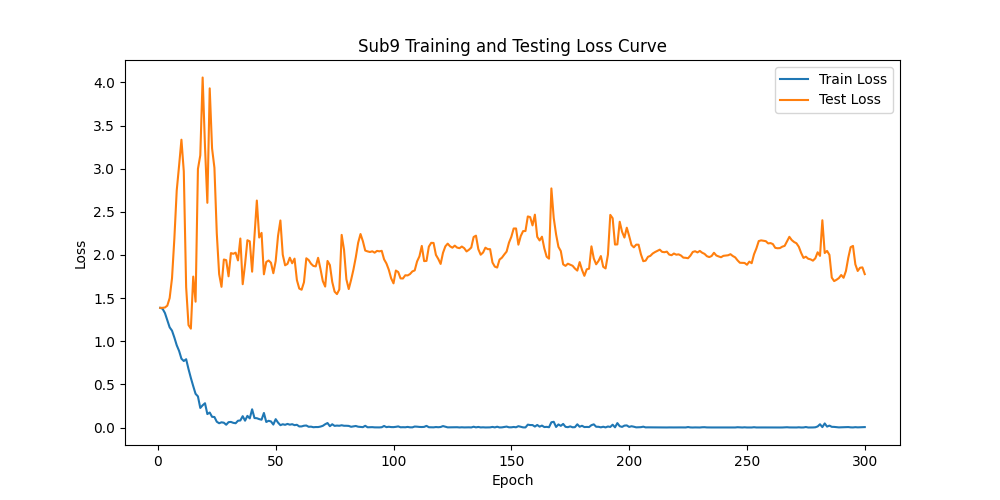 Sub9 Training and Testing Loss Curve
Train Loss
Test Loss
4.0
3.5
3.0
2.5
2.0
1.5
1.0
0.5
0.0
Loss
0 50 100 150 200 250 300
Epoch